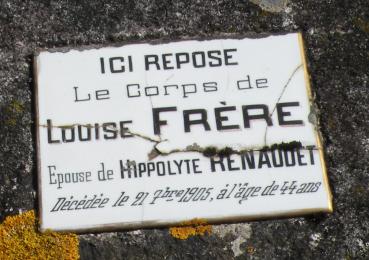 ICI REPOSE
Le Corps de
LOUISE FRÈRE
Epouse de HIPPOLYTE RENAUDET
Décédée le 21 7bre 1905, à l'âge de 44 ans